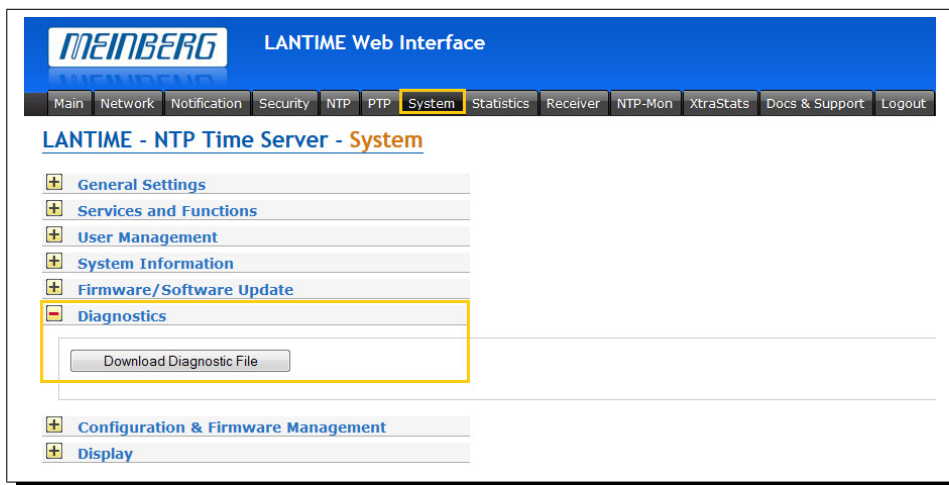 MEINBERG LANTIME Web Interface
Main Network Notification Security NTP PTP System Statistics Receiver NTP-Mon XtraStats Docs & Support Logout
LANTIME - NTP Time Server - System
General Settings
Services and Functions
User Management
System Information
Firmware/Software Update
Diagnostics
Download Diagnostic File
Configuration & Firmware Management
Display